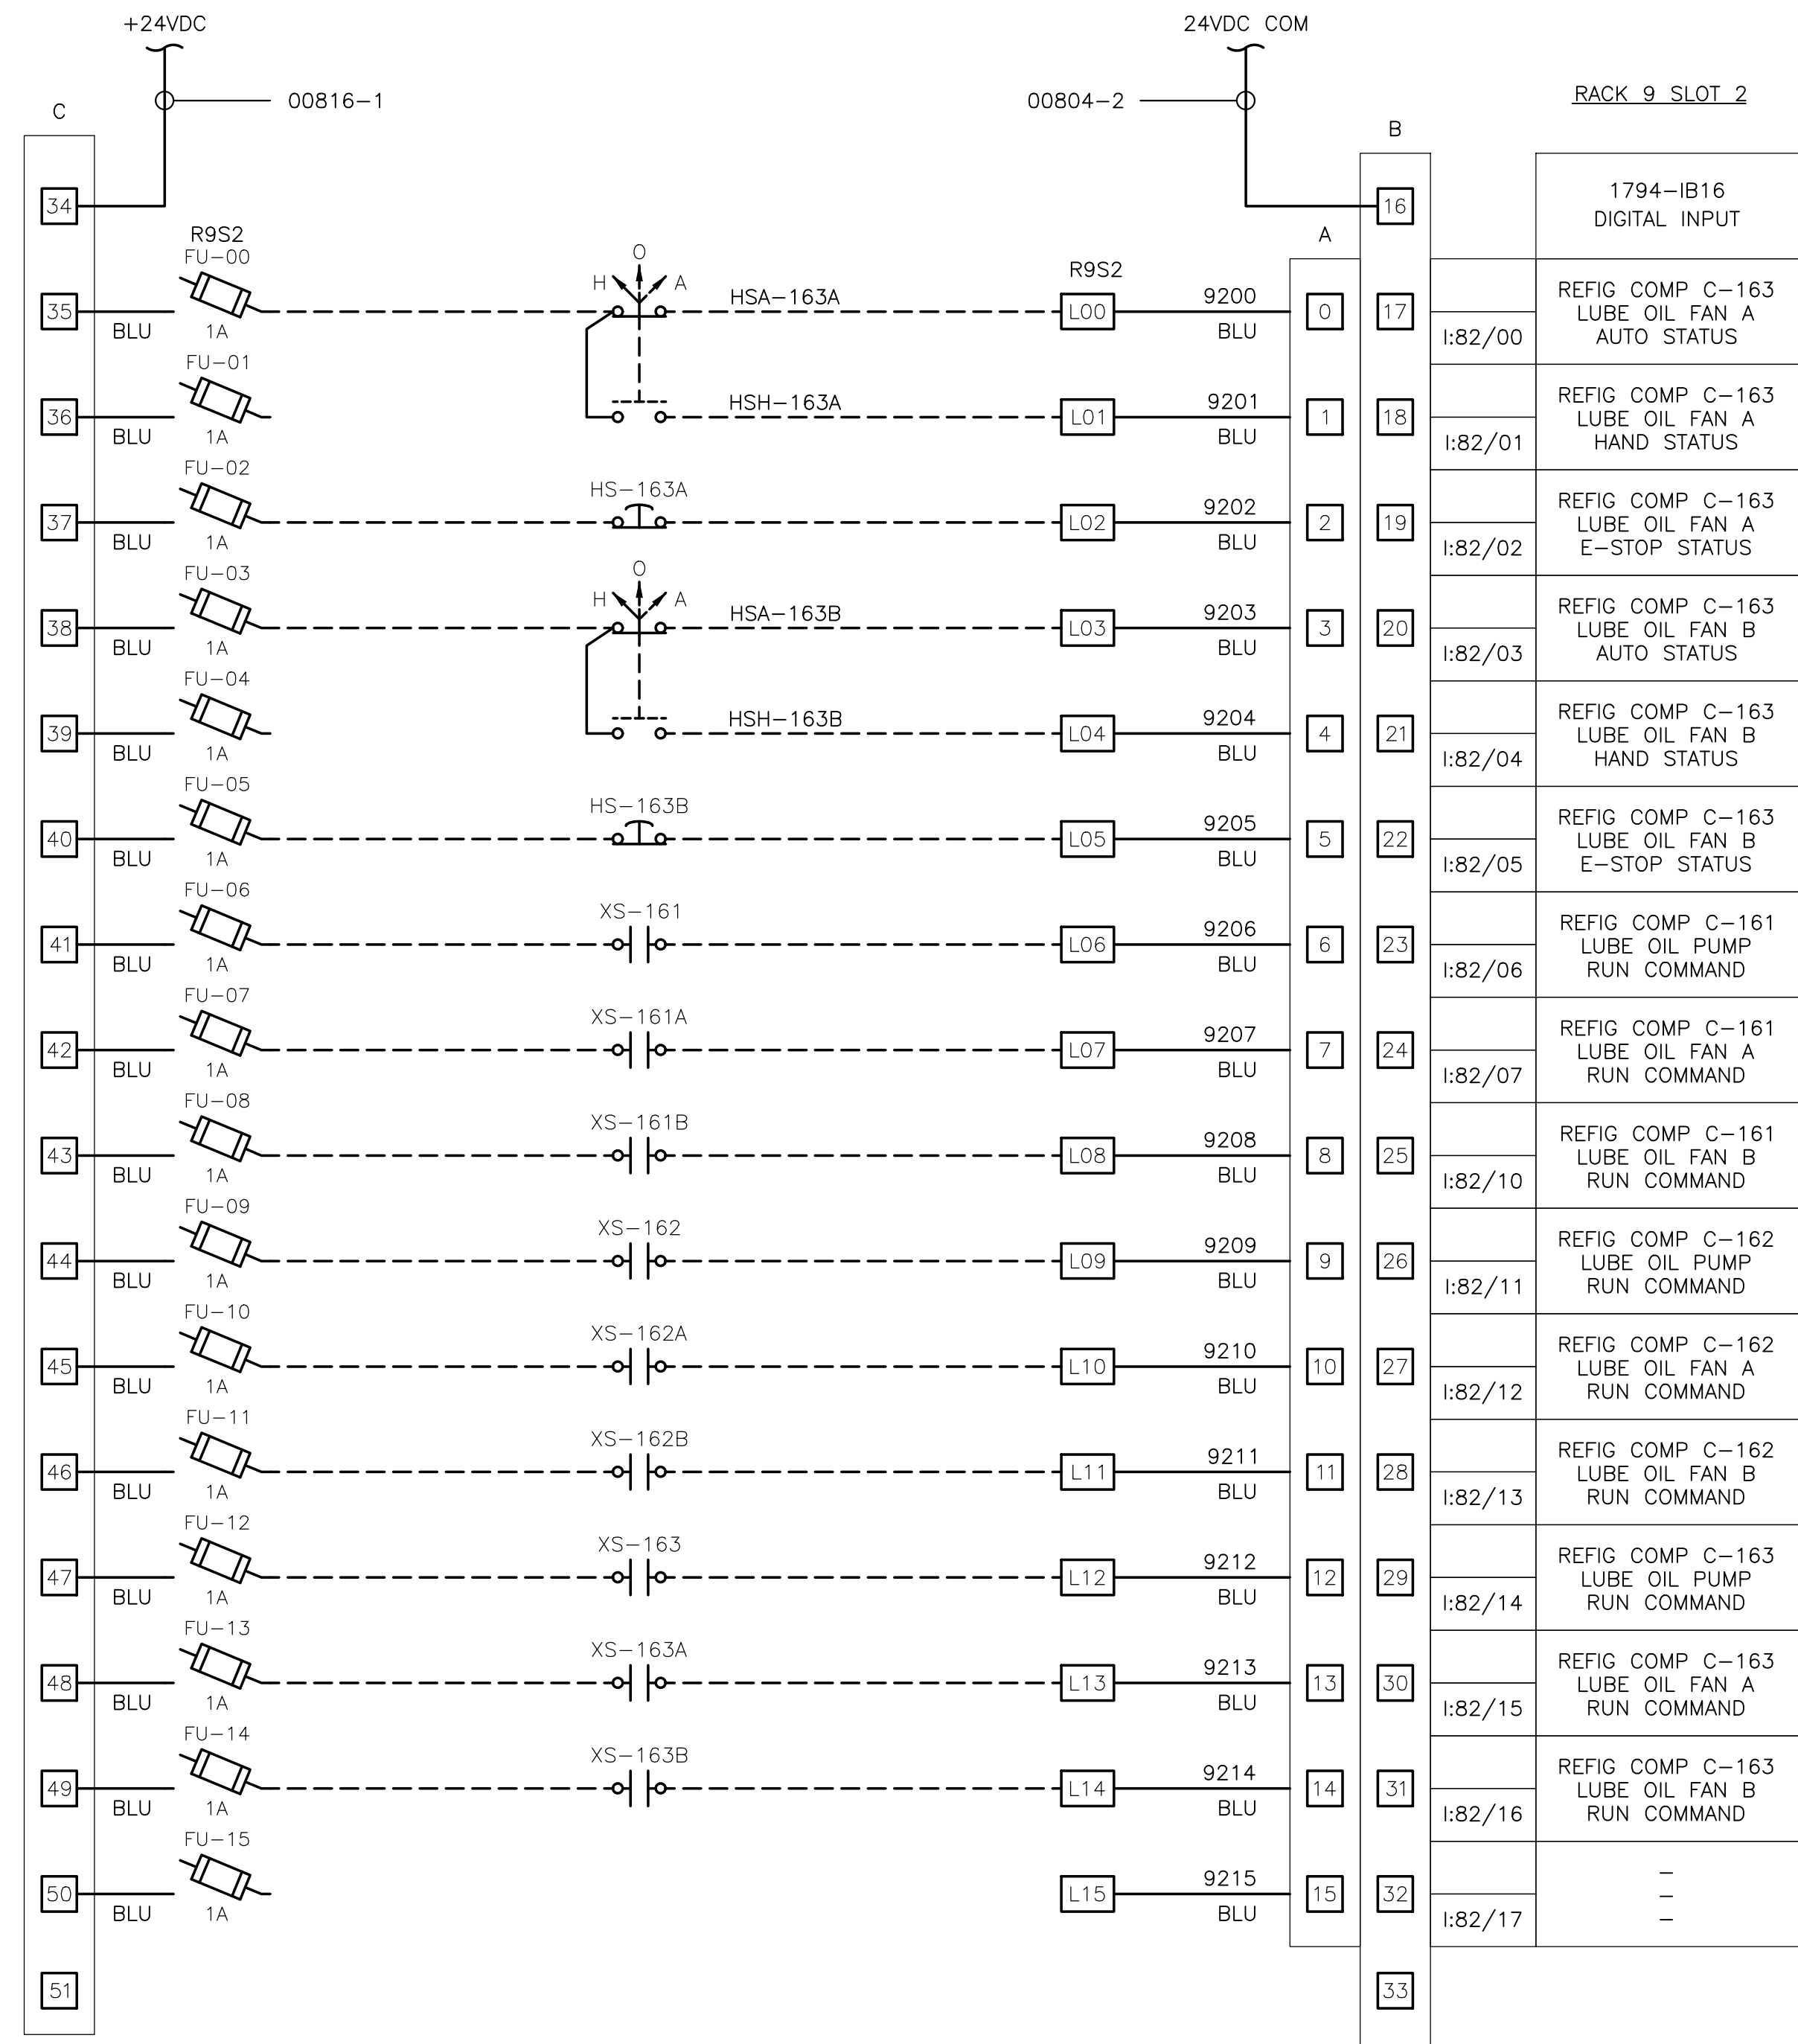 +24VDC
24VDC COM
00816-1
00804-2
RACK 9 SLOT 2
C
B
34
16
1794-IB16
DIGITAL INPUT
R9S2
A
FU-00
O
H A
R9S2
35
BLU
1A
HSA-163A
L00
9200
BLU
0
17
I:82/00
REFIG COMP C-163
LUBE OIL FAN A
AUTO STATUS
FU-01
36
BLU
1A
HSH-163A
L01
9201
BLU
1
18
I:82/01
REFIG COMP C-163
LUBE OIL FAN A
HAND STATUS
FU-02
37
BLU
1A
HS-163A
L02
9202
BLU
2
19
I:82/02
REFIG COMP C-163
LUBE OIL FAN A
E-STOP STATUS
FU-03
O
H A
38
BLU
1A
HSA-163B
L03
9203
BLU
3
20
I:82/03
REFIG COMP C-163
LUBE OIL FAN B
AUTO STATUS
FU-04
39
BLU
1A
HSH-163B
L04
9204
BLU
4
21
I:82/04
REFIG COMP C-163
LUBE OIL FAN B
HAND STATUS
FU-05
40
BLU
1A
HS-163B
L05
9205
BLU
5
22
I:82/05
REFIG COMP C-163
LUBE OIL FAN B
E-STOP STATUS
FU-06
41
BLU
1A
XS-161
L06
9206
BLU
6
23
I:82/06
REFIG COMP C-161
LUBE OIL PUMP
RUN COMMAND
FU-07
42
BLU
1A
XS-161A
L07
9207
BLU
7
24
I:82/07
REFIG COMP C-161
LUBE OIL FAN A
RUN COMMAND
FU-08
43
BLU
1A
XS-161B
L08
9208
BLU
8
25
I:82/10
REFIG COMP C-161
LUBE OIL FAN B
RUN COMMAND
FU-09
44
BLU
1A
XS-162
L09
9209
BLU
9
26
I:82/11
REFIG COMP C-162
LUBE OIL PUMP
RUN COMMAND
FU-10
45
BLU
1A
XS-162A
L10
9210
BLU
10
27
I:82/12
REFIG COMP C-162
LUBE OIL FAN A
RUN COMMAND
FU-11
46
BLU
1A
XS-162B
L11
9211
BLU
11
28
I:82/13
REFIG COMP C-162
LUBE OIL FAN B
RUN COMMAND
FU-12
47
BLU
1A
XS-163
L12
9212
BLU
12
29
I:82/14
REFIG COMP C-163
LUBE OIL PUMP
RUN COMMAND
FU-13
48
BLU
1A
XS-163A
L13
9213
BLU
13
30
I:82/15
REFIG COMP C-163
LUBE OIL FAN A
RUN COMMAND
FU-14
49
BLU
1A
XS-163B
L14
9214
BLU
14
31
I:82/16
REFIG COMP C-163
LUBE OIL FAN B
RUN COMMAND
FU-15
50
BLU
1A
L15
9215
BLU
15
32
I:82/17
-
-
-
51
33